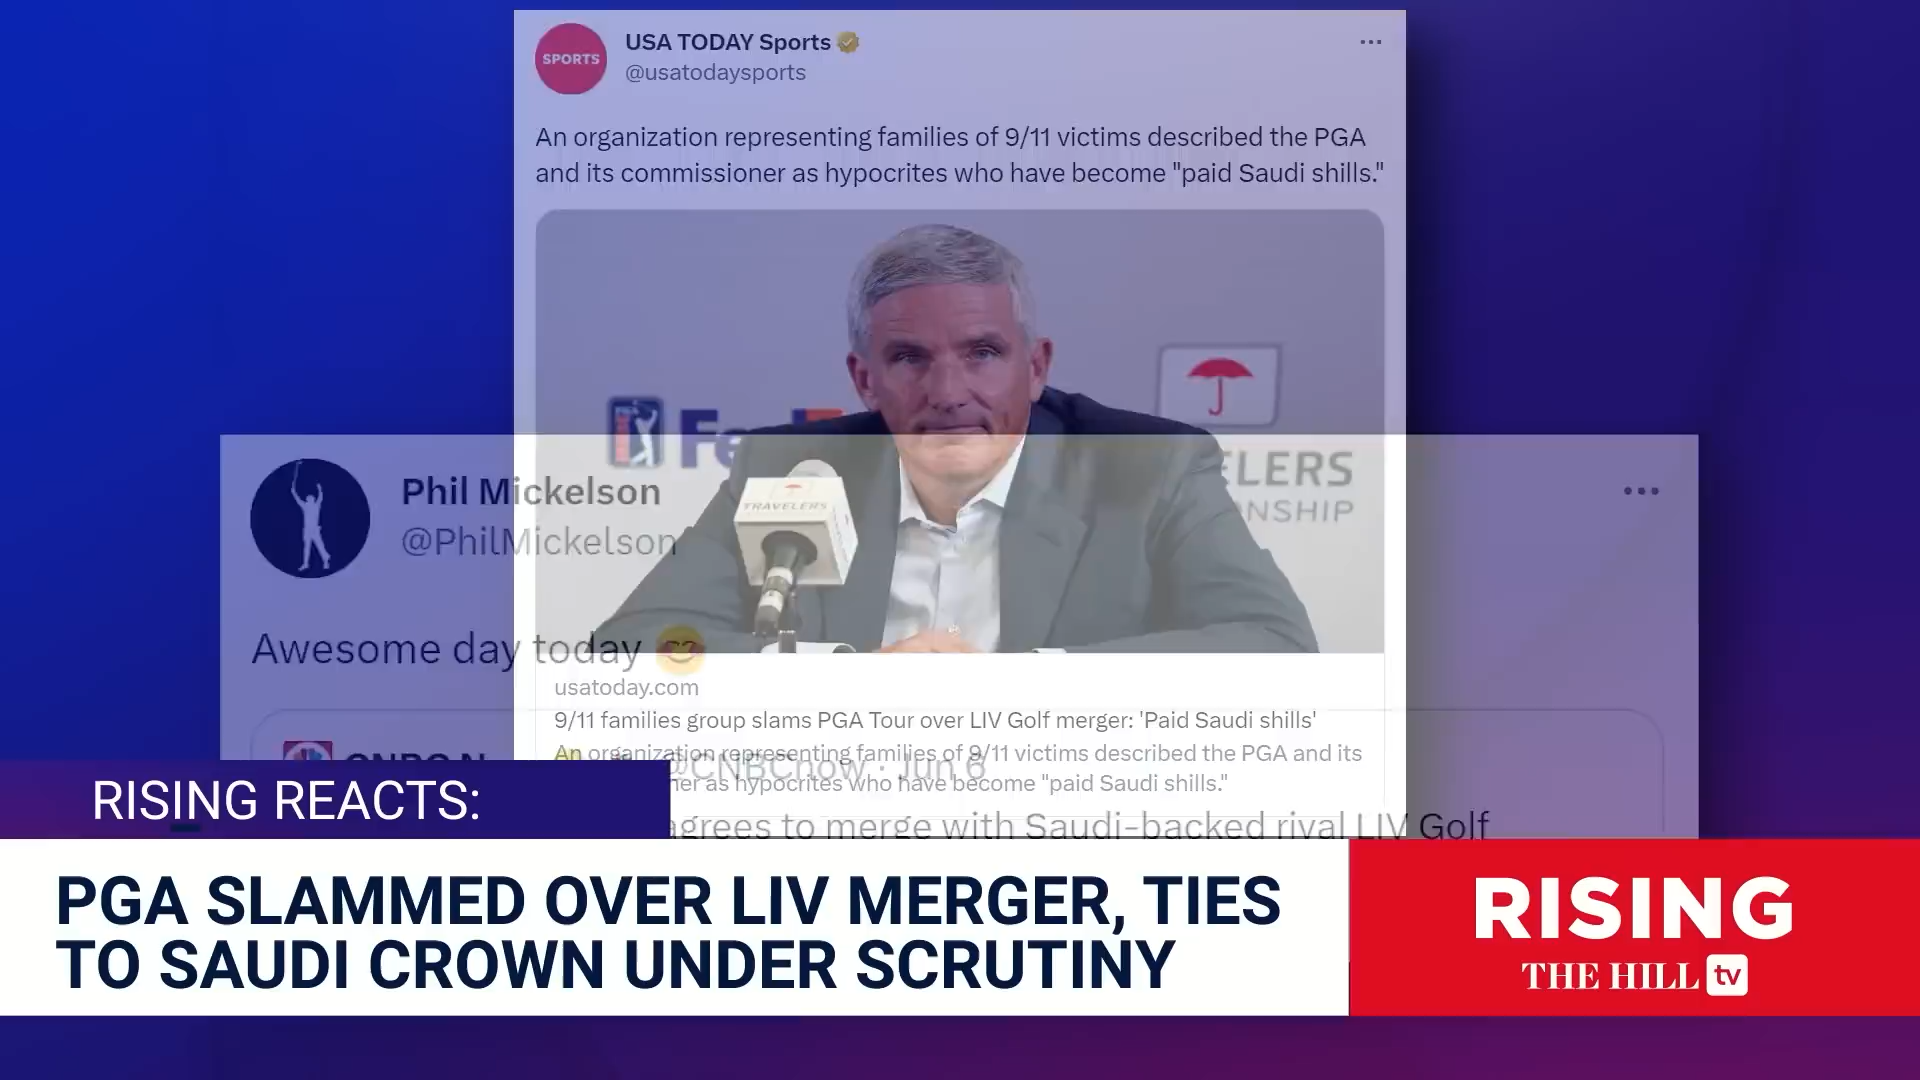 SPORTS
USA TODAY Sports
@usatodaysports
An organization representing families of 9/11 victims described the PGA
and its commissioner as hypocrites who have become "paid Saudi shills."
Phil Mickelson
@PhilMickelson
TRAVELERS
ELERS
NSHIP
Awesome day today
usatoday.com
9/11 families group slams PGA Tour over LIV Golf merger: 'Paid Saudi shills'
An organization representing families of 9/11 victims described the PGA and its
er as hypocrites who have become "paid Saudi shills."
@CNBCnow · Jun 6
agrees to merge with Saudi-backed rival LIV Golf
RISING REACTS:
PGA SLAMMED OVER LIV MERGER, TIES
TO SAUDI CROWN UNDER SCRUTINY
RISING
THE HILL tv